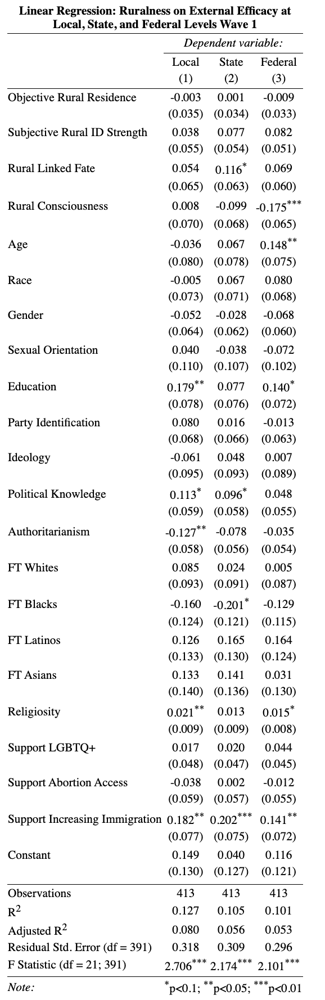 Linear Regression: Ruralness on External Efficacy at
Local, State, and Federal Levels Wave 1
Dependent variable:
Local State Federal
(1) (2) (3)
Objective Rural Residence -0.003 0.001 -0.009
(0.035) (0.034) (0.033)
Subjective Rural ID Strength 0.038 0.077 0.082
(0.055) (0.054) (0.051)
Rural Linked Fate 0.054 0.116* 0.069
(0.065) (0.063) (0.060)
Rural Consciousness 0.008 -0.099 -0.175***
(0.070) (0.068) (0.065)
Age -0.036 0.067 0.148**
(0.080) (0.078) (0.075)
Race -0.005 0.067 0.080
(0.073) (0.071) (0.068)
Gender -0.052 -0.028 -0.068
(0.064) (0.062) (0.060)
Sexual Orientation 0.040 -0.038 -0.072
(0.110) (0.107) (0.102)
Education 0.179** 0.077 0.140*
(0.078) (0.076) (0.072)
Party Identification 0.080 0.016 -0.013
(0.068) (0.066) (0.063)
Ideology -0.061 0.048 0.007
(0.095) (0.093) (0.089)
Political Knowledge 0.113* 0.096* 0.048
(0.059) (0.058) (0.055)
Authoritarianism -0.127** -0.078 -0.035
(0.058) (0.056) (0.054)
FT Whites 0.085 0.024 0.005
(0.093) (0.091) (0.087)
FT Blacks -0.160 -0.201* -0.129
(0.124) (0.121) (0.115)
FT Latinos 0.126 0.165 0.164
(0.133) (0.130) (0.124)
FT Asians 0.133 0.141 0.031
(0.140) (0.136) (0.130)
Religiosity 0.021** 0.013 0.015*
(0.009) (0.009) (0.008)
Support LGBTQ+ 0.017 0.020 0.044
(0.048) (0.047) (0.045)
Support Abortion Access -0.038 0.002 -0.012
(0.059) (0.057) (0.055)
Support Increasing Immigration 0.182** 0.202*** 0.141**
(0.077) (0.075) (0.072)
Constant 0.149 0.040 0.116
(0.130) (0.127) (0.121)
Observations 413 413 413
R² 0.127 0.105 0.101
Adjusted R² 0.080 0.056 0.053
Residual Std. Error (df = 391) 0.318 0.309 0.296
F Statistic (df = 21; 391) 2.706*** 2.174*** 2.101***
Note: *p<0.1; **p<0.05; ***p<0.01